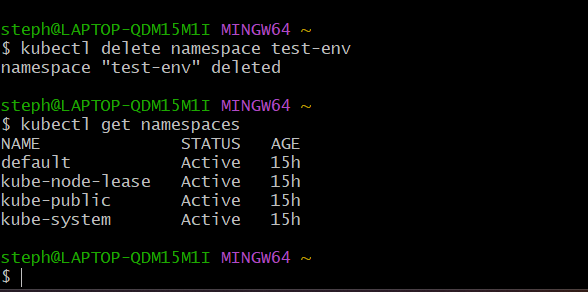 steph@LAPTOP-QDM15M1I MINGW64 ~
$ kubectl delete namespace test-env
namespace "test-env" deleted
steph@LAPTOP-QDM15M1I MINGW64 ~
$ kubectl get namespaces
NAME STATUS AGE
default Active 15h
kube-node-lease Active 15h
kube-public Active 15h
kube-system Active 15h
steph@LAPTOP-QDM15M1I MINGW64 ~
$